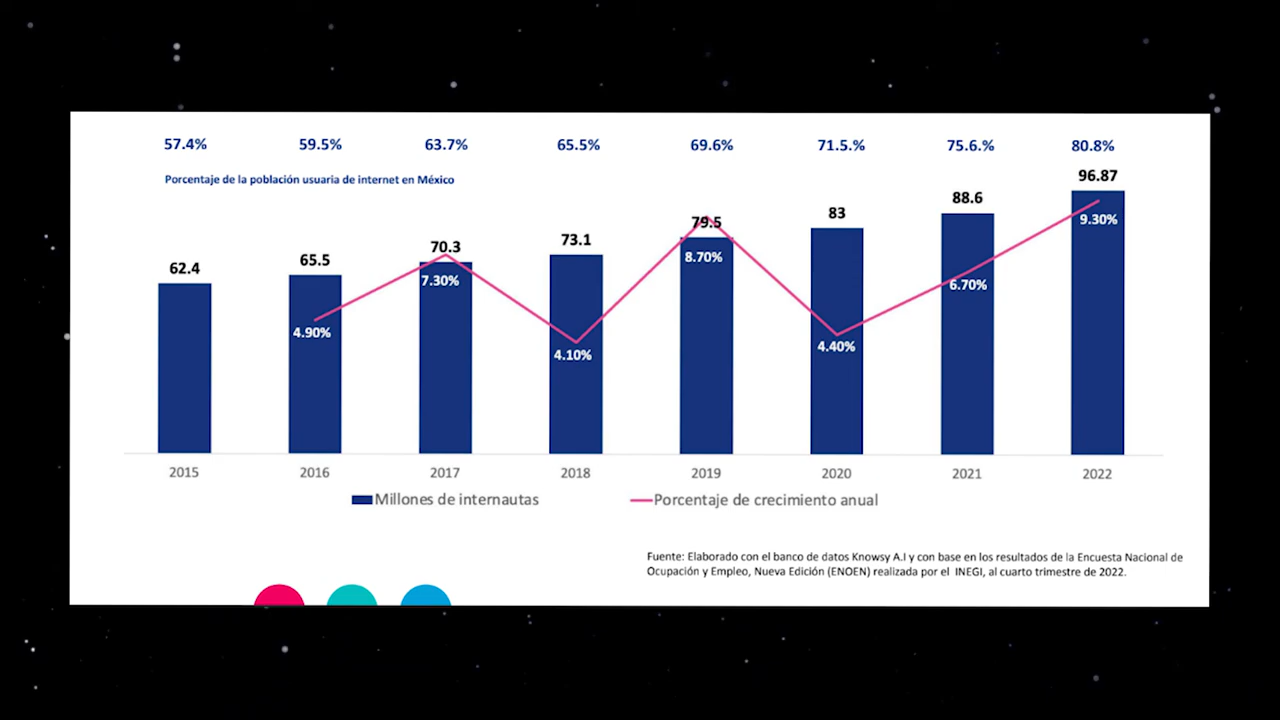 57.4% 59.5% 63.7% 65.5% 69.6% 71.5.% 75.6.% 80.8%
Porcentaje de la población usuaria de internet en México
62.4 65.5 70.3 73.1 79.5 83 88.6 96.87
4.90% 7.30% 4.10% 8.70% 4.40% 6.70% 9.30%
2015 2016 2017 2018 2019 2020 2021 2022
Millones de internautas Porcentaje de crecimiento anual
Fuente: Elaborado con el banco de datos Knowsy A.I y con base en los resultados de la Encuesta Nacional de
Ocupación y Empleo, Nueva Edición (ENOEN) realizada por el INEGI, al cuarto trimestre de 2022.